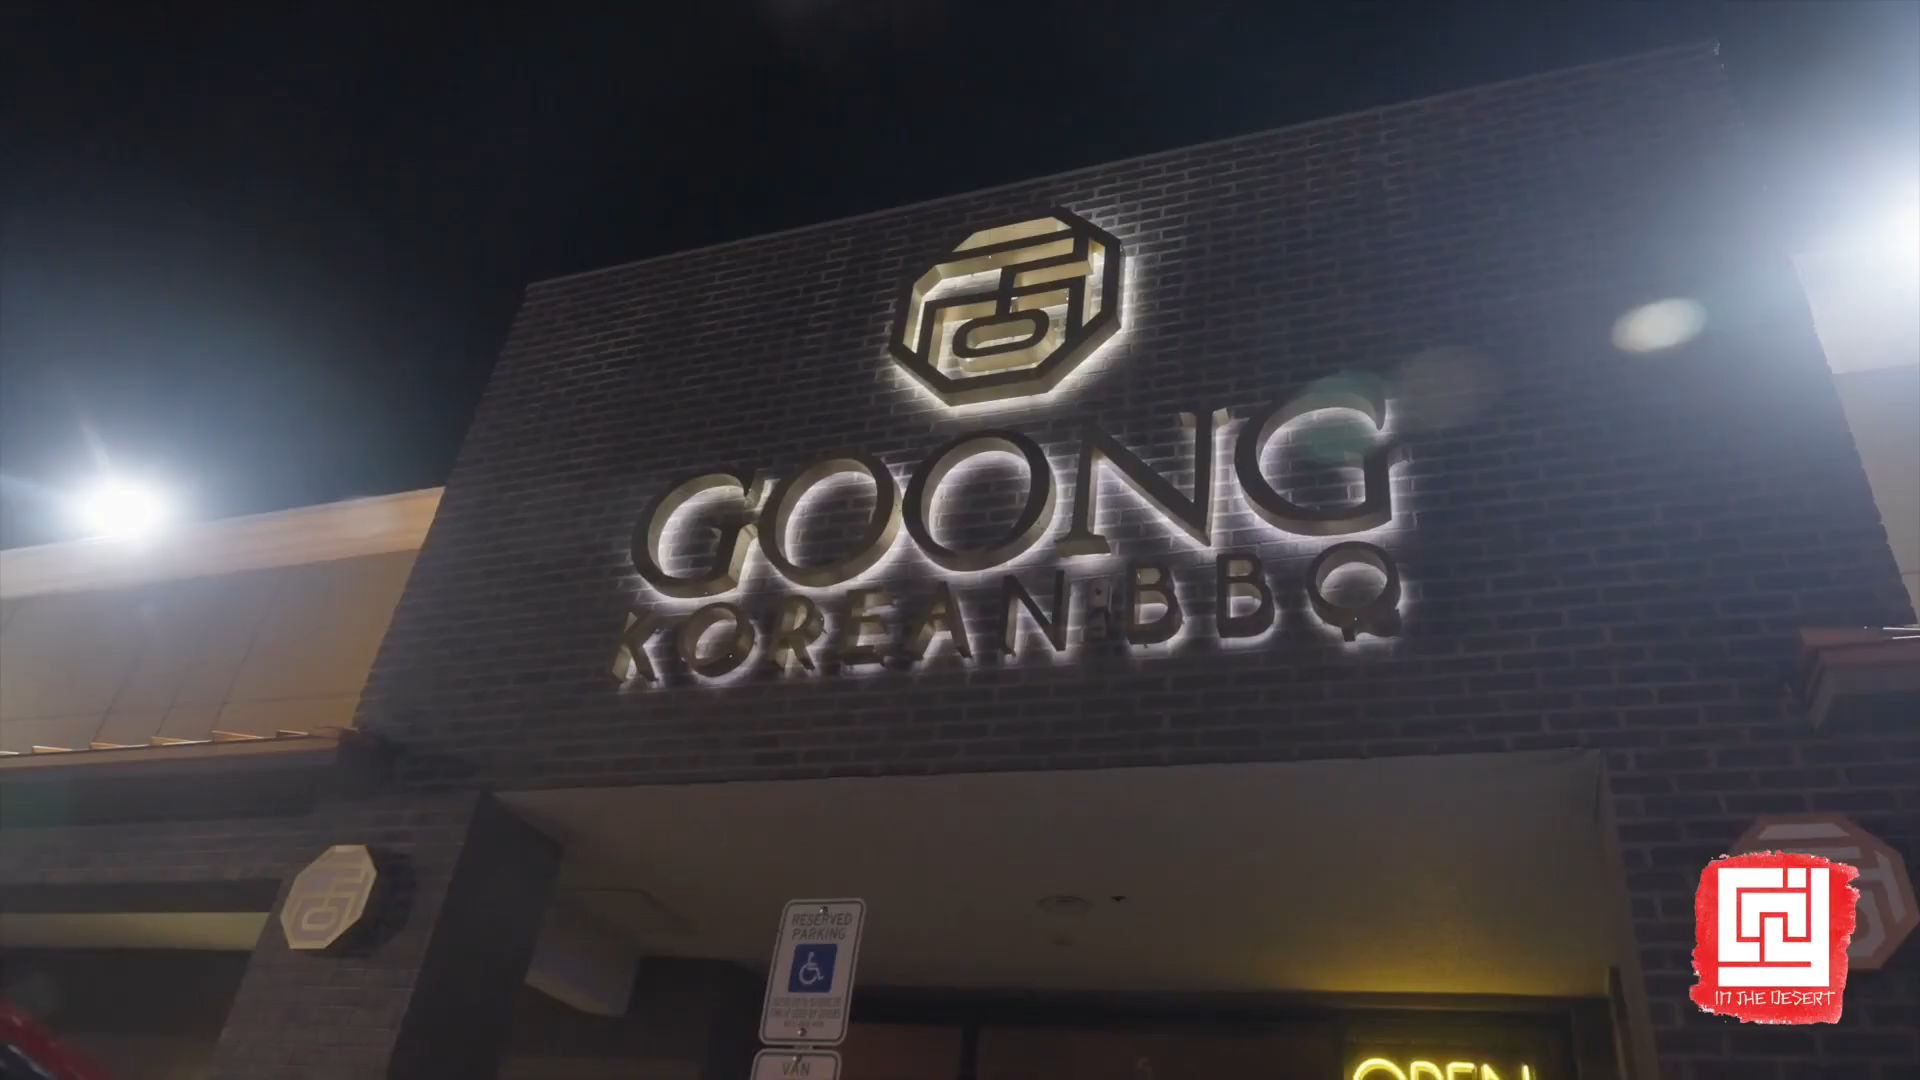 GOONG
KOREAN BBQ
RESERVED
PARKING
VAN
OPEN
IN THE DESERT